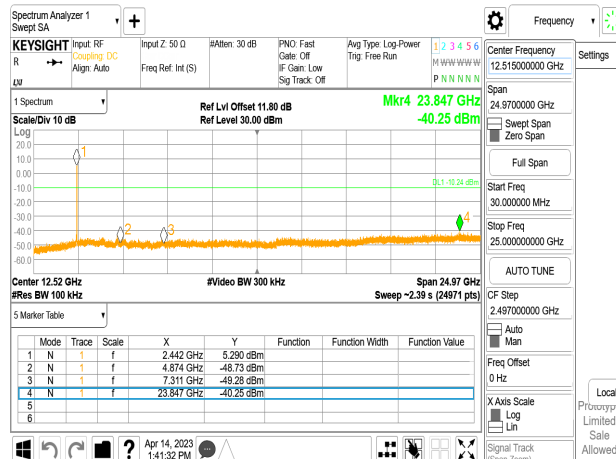 Spectrum Analyzer 1
Swept SA
Frequency
KEYSIGHT Input: RF Input Z: 50 Ω #Atten: 30 dB PNO: Fast Avg Type: Log-Power 1 2 3 4 5 6
R Coupling: DC Gate: Off Trig: Free Run M W W W W W
Align: Auto Freq Ref: Int (S) IF Gain: Low
Sig Track: Off P N N N N N
LXI
1 Spectrum Ref Lvl Offset 11.80 dB Mkr4 23.847 GHz
Scale/Div 10 dB Ref Level 30.00 dBm -40.25 dBm
Log
20.0
10.0
0.00
-10.0
-20.0
-30.0
-40.0
-50.0
-60.0
1
2
3
4
DL1 -10.24 dBm
Center 12.52 GHz #Video BW 300 kHz Span 24.97 GHz
#Res BW 100 kHz Sweep ~2.39 s (24971 pts)
5 Marker Table
Mode Trace Scale X Y Function Function Width Function Value
1 N 1 f 2.442 GHz 5.290 dBm
2 N 1 f 4.874 GHz -48.73 dBm
3 N 1 f 7.311 GHz -49.28 dBm
4 N 1 f 23.847 GHz -40.25 dBm
5
6
Apr 14, 2023
1:41:32 PM
Center Frequency
12.515000000 GHz
Settings
Span
24.9700000 GHz
Swept Span
Zero Span
Full Span
Start Freq
30.000000 MHz
Stop Freq
25.000000000 GHz
AUTO TUNE
CF Step
2.497000000 GHz
Auto
Man
Freq Offset
0 Hz
X Axis Scale
Log
Lin
Signal Track
(Span Zoom)
Local
Prototyp
Limited
Sale
Allowed